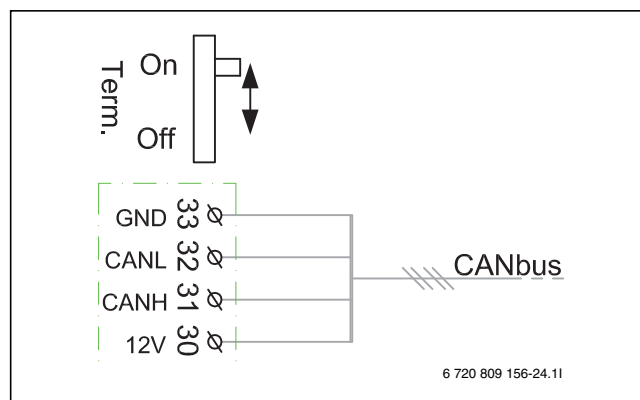 Term.
On
Off
GND 33
CANL 32
CANH 31
12V 30
CANbus
6 720 809 156-24.1I